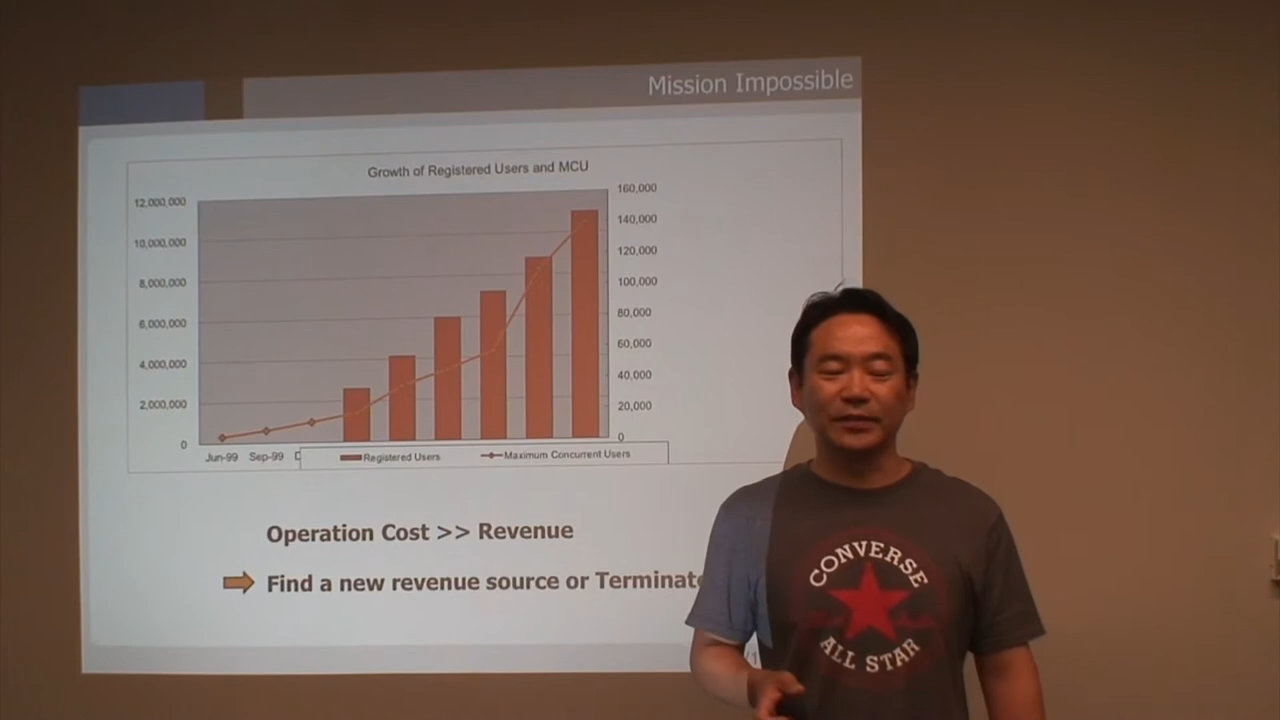 Mission Impossible
Growth of Registered Users and MCU
12,000,000
10,000,000
8,000,000
6,000,000
4,000,000
2,000,000
0
160,000
140,000
120,000
100,000
80,000
60,000
40,000
20,000
0
Jun-99 Sep-99 D
Registered Users Maximum Concurrent Users
Operation Cost >> Revenue
Find a new revenue source or Terminate
CONVERSE
ALL STAR